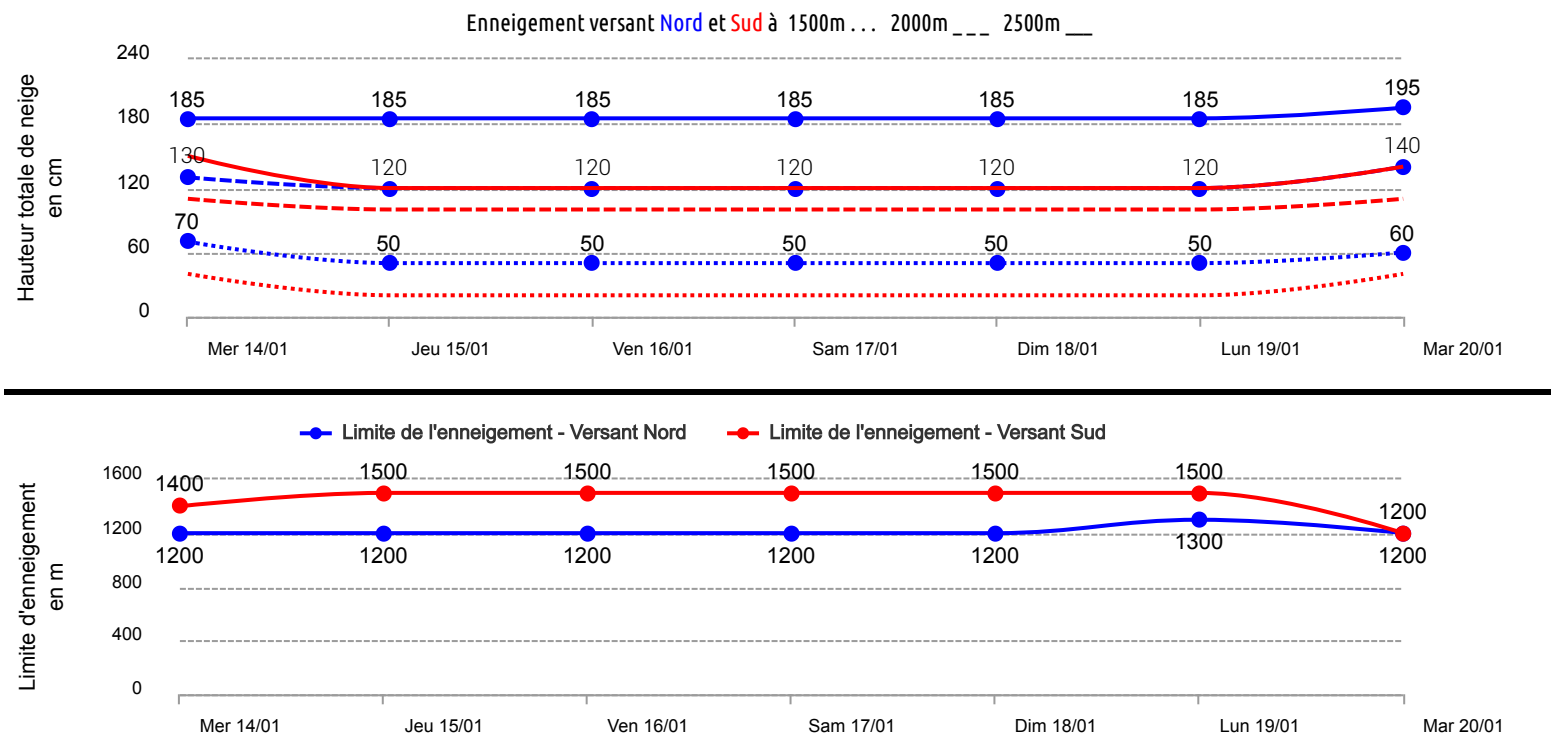 Enneigement versant Nord et Sud à 1500m . . . 2000m _ _ _ 2500m __
Hauteur totale de neige
en cm
240
180
120
60
0
185 185 185 185 185 185 195
130 120 120 120 120 120 140
70 50 50 50 50 50 60
Mer 14/01 Jeu 15/01 Ven 16/01 Sam 17/01 Dim 18/01 Lun 19/01 Mar 20/01
Limite de l'enneigement - Versant Nord Limite de l'enneigement - Versant Sud
Limite d'enneigement
en m
1600
1200
800
400
0
1400 1500 1500 1500 1500 1500 1200
1200 1200 1200 1200 1200 1300 1200
Mer 14/01 Jeu 15/01 Ven 16/01 Sam 17/01 Dim 18/01 Lun 19/01 Mar 20/01